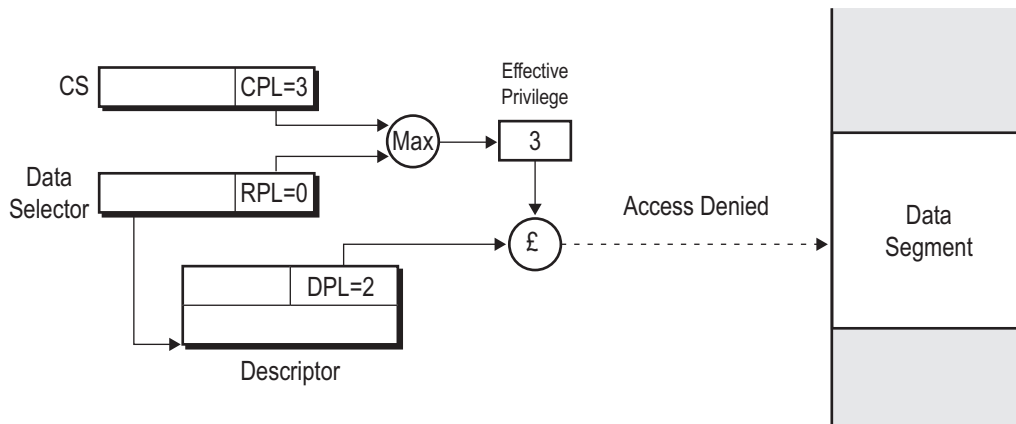 CS
CPL=3
Effective
Privilege
Max
3
Data
Selector
RPL=0
Access Denied
£
Data
Segment
DPL=2
Descriptor